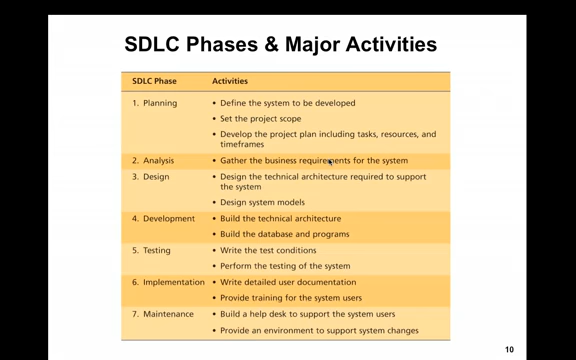 SDLC Phases & Major Activities
SDLC Phase Activities
1. Planning • Define the system to be developed
• Set the project scope
• Develop the project plan including tasks, resources, and
timeframes
2. Analysis • Gather the business requirements for the system
3. Design • Design the technical architecture required to support
the system
• Design system models
4. Development • Build the technical architecture
• Build the database and programs
5. Testing • Write the test conditions
• Perform the testing of the system
6. Implementation • Write detailed user documentation
• Provide training for the system users
7. Maintenance • Build a help desk to support the system users
• Provide an environment to support system changes
10